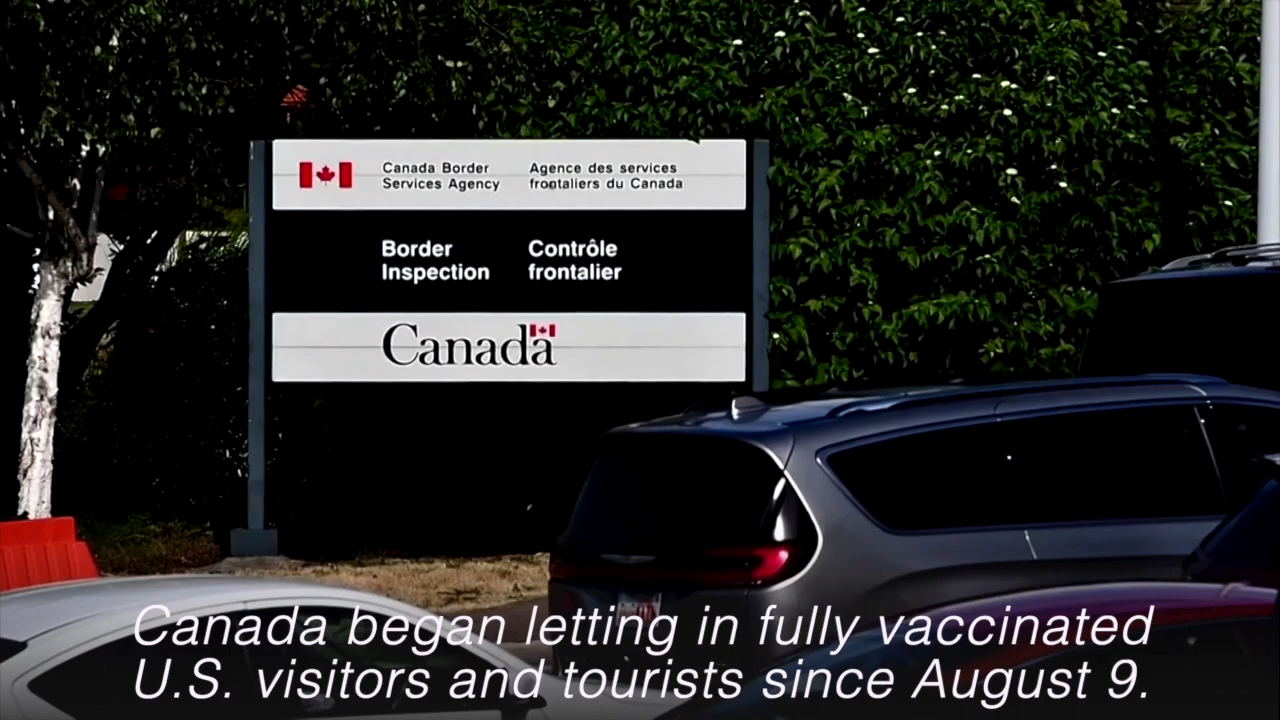 Canada Border
Services Agency
Agence des services
frontaliers du Canada
Border
Inspection
Contrôle
frontalier
Canada
Canada began letting in fully vaccinated
U.S. visitors and tourists since August 9.